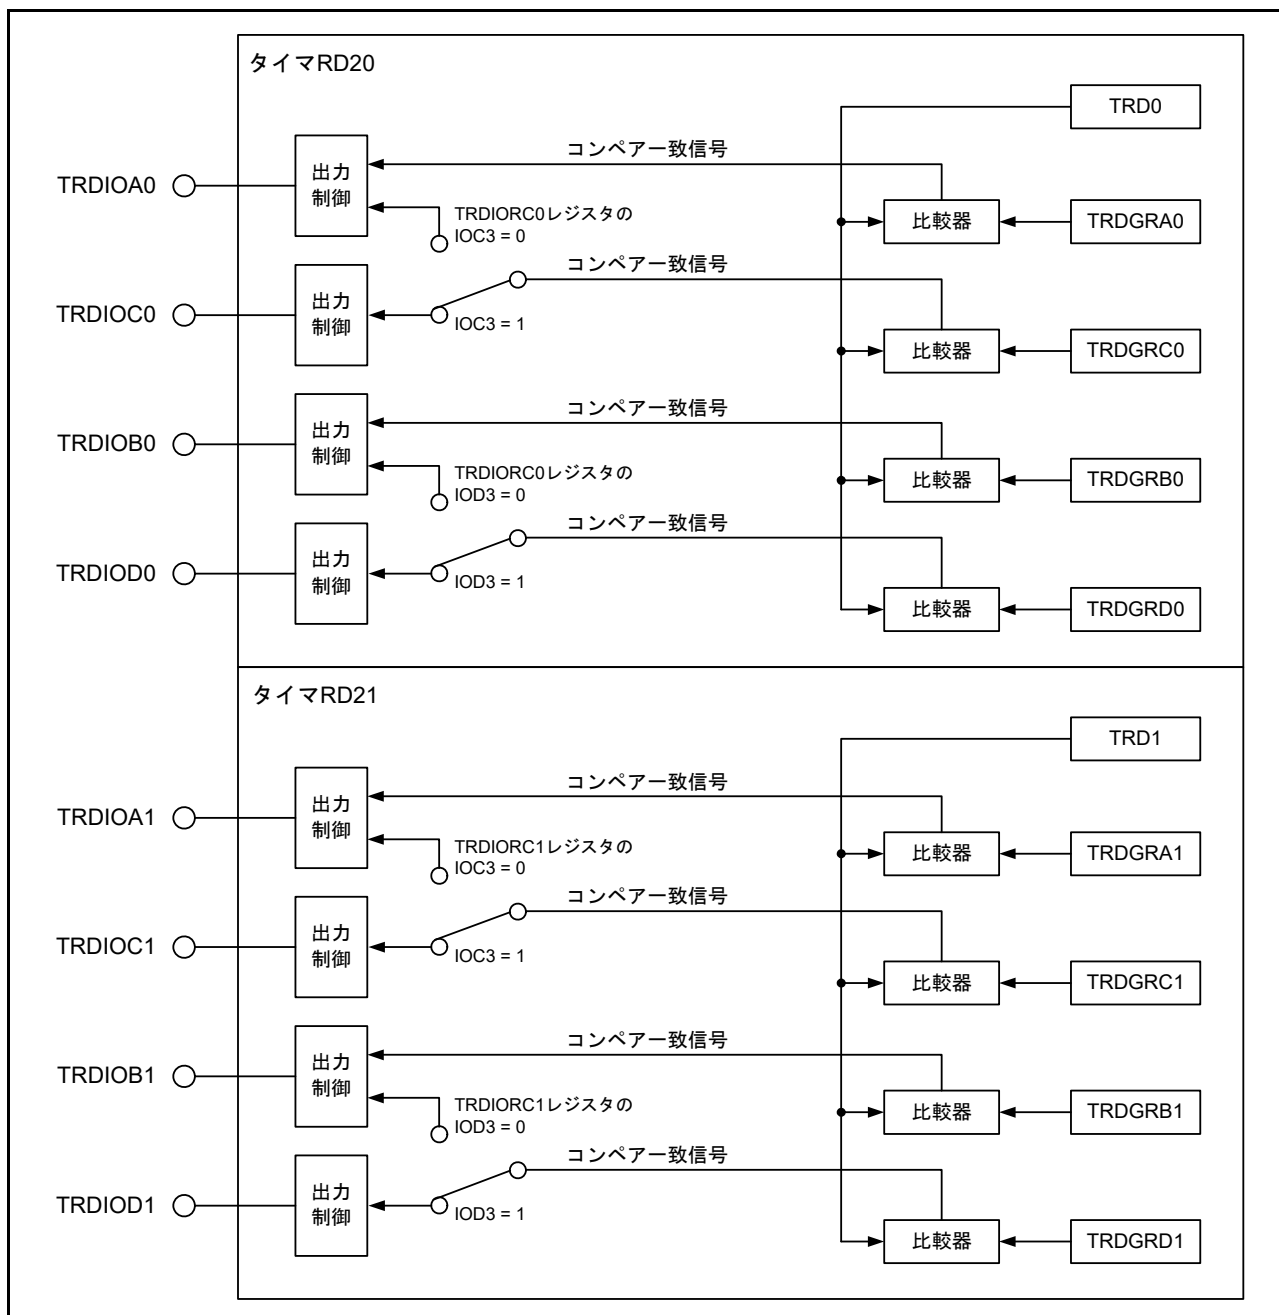 タイマRD20
TRD0
コンペアー致信号
出力
制御
TRDIOA0
TRDIORC0レジスタの
IOC3 = 0
比較器
TRDGRA0
コンペアー致信号
出力
制御
TRDIOC0
IOC3 = 1
比較器
TRDGRC0
コンペアー致信号
出力
制御
TRDIOB0
TRDIORC0レジスタの
IOD3 = 0
比較器
TRDGRB0
コンペアー致信号
出力
制御
TRDIOD0
IOD3 = 1
比較器
TRDGRD0
タイマRD21
TRD1
コンペアー致信号
出力
制御
TRDIOA1
TRDIORC1レジスタの
IOC3 = 0
比較器
TRDGRA1
コンペアー致信号
出力
制御
TRDIOC1
IOC3 = 1
比較器
TRDGRC1
コンペアー致信号
出力
制御
TRDIOB1
TRDIORC1レジスタの
IOD3 = 0
比較器
TRDGRB1
コンペアー致信号
出力
制御
TRDIOD1
IOD3 = 1
比較器
TRDGRD1